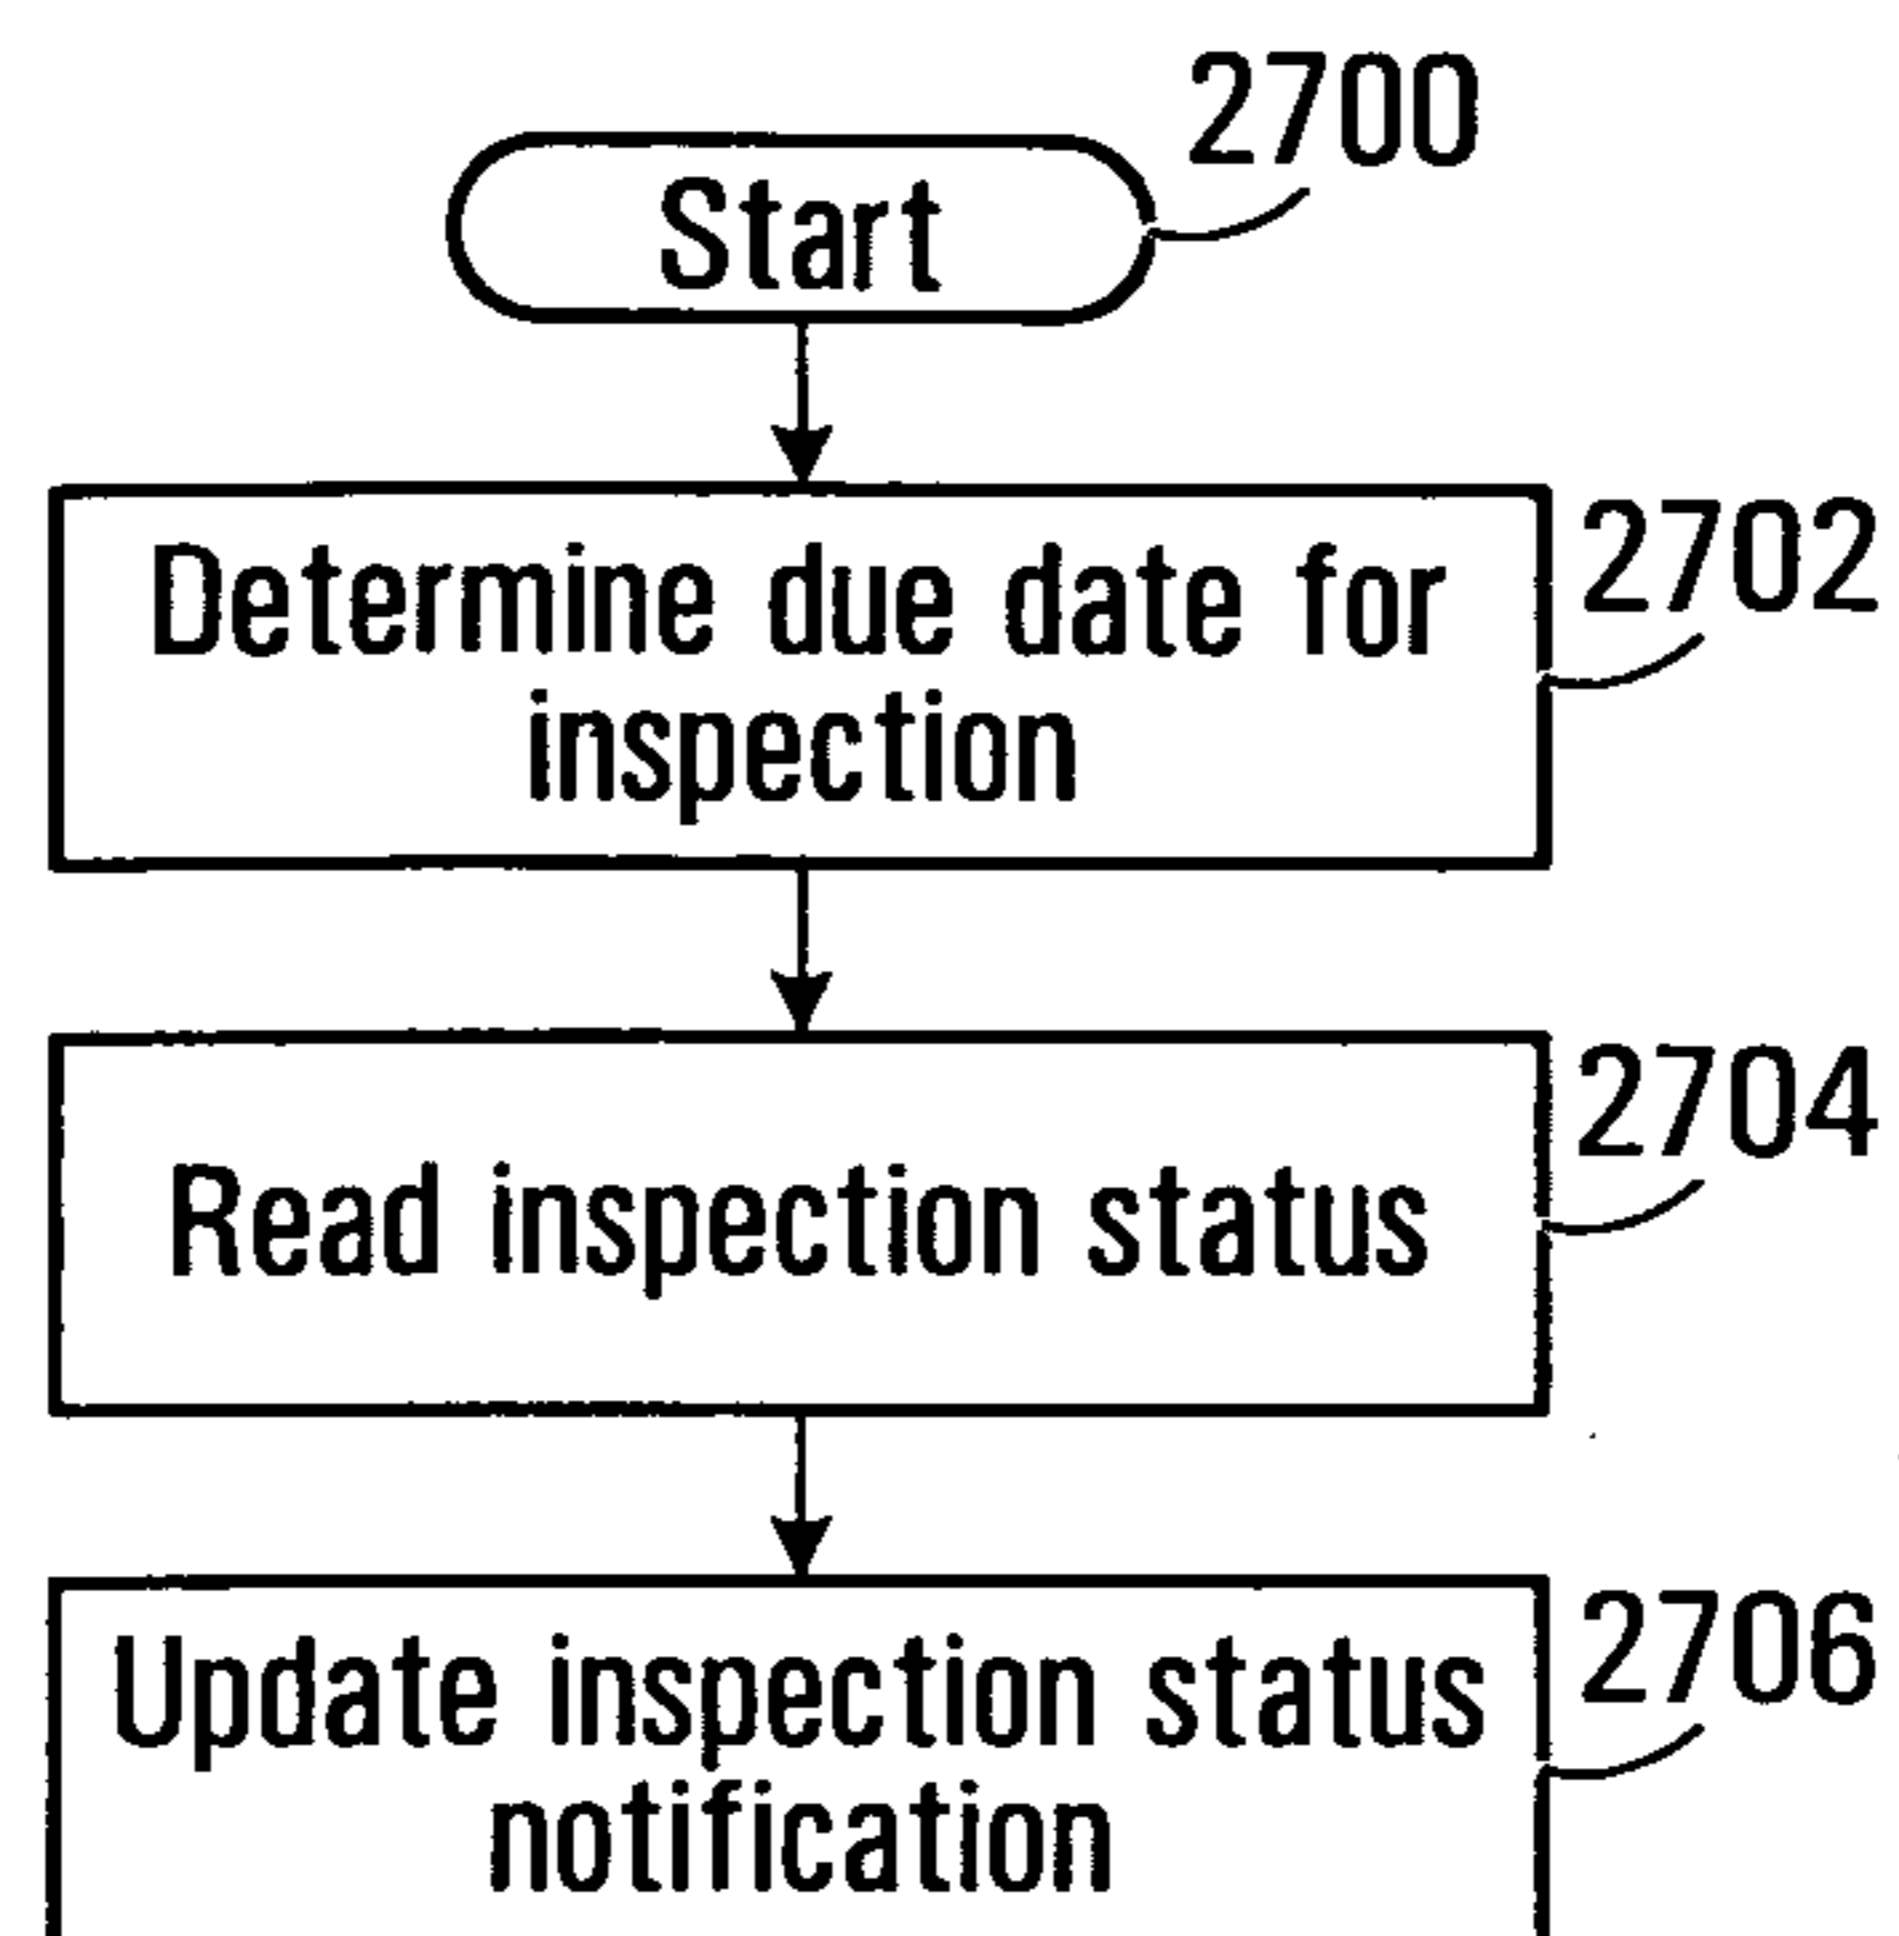 2700
Start
2702
Determine due date for
inspection
2704
Read inspection status
2706
Update inspection status
notification